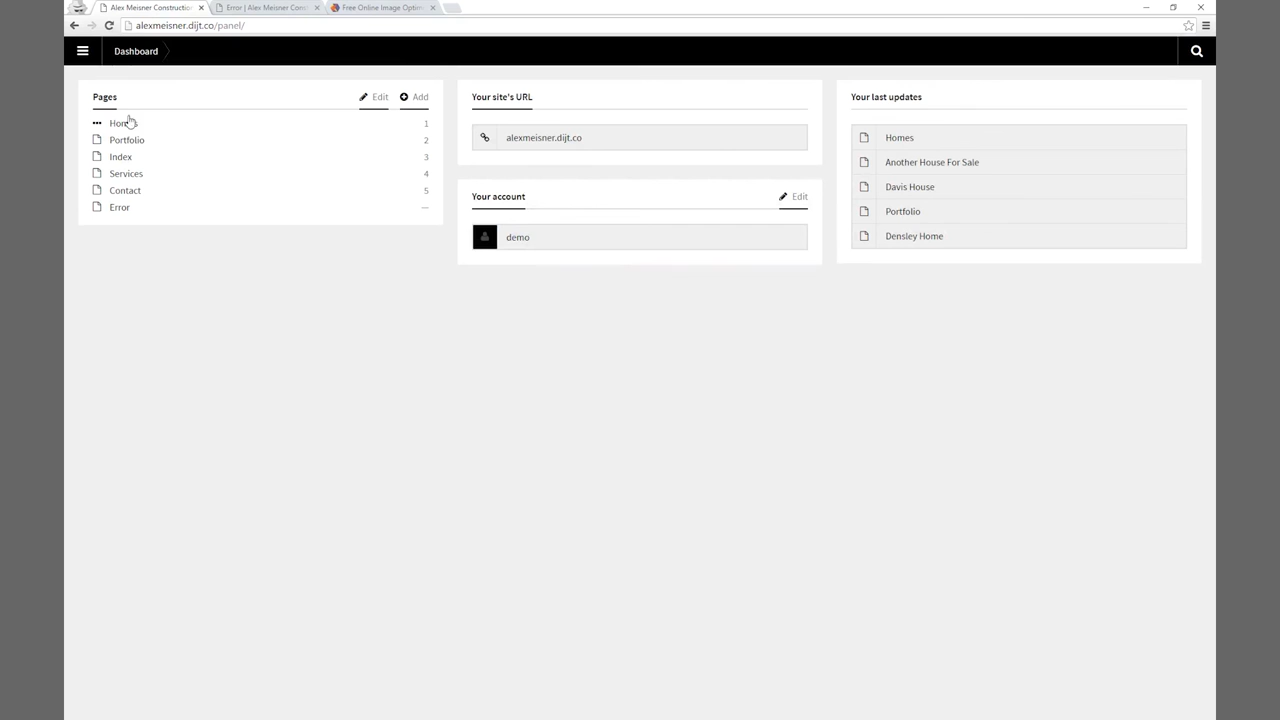 Alex Meisner Constructio
Error | Alex Meisner Cons
Free Online Image Optim
alexmeisner.dijt.co/panel/
Dashboard
Pages
Edit
Add
1
Portfolio 2
Index 3
Services 4
Contact 5
Error —
Your site's URL
alexmeisner.dijt.co
Your account
Edit
demo
Your last updates
Homes
Another House For Sale
Davis House
Portfolio
Densley Home